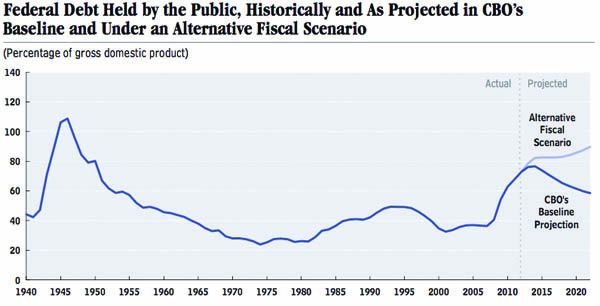 Federal Debt Held by the Public, Historically and As Projected in CBO's
Baseline and Under an Alternative Fiscal Scenario
(Percentage of gross domestic product)
140
Actual
Projected
120
Alternative
Fiscal
Scenario
100
80
60
CBO's
Baseline
Projection
40
20
0
1940 1945 1950 1955 1960 1965 1970 1975 1980 1985 1990 1995 2000 2005 2010 2015 2020